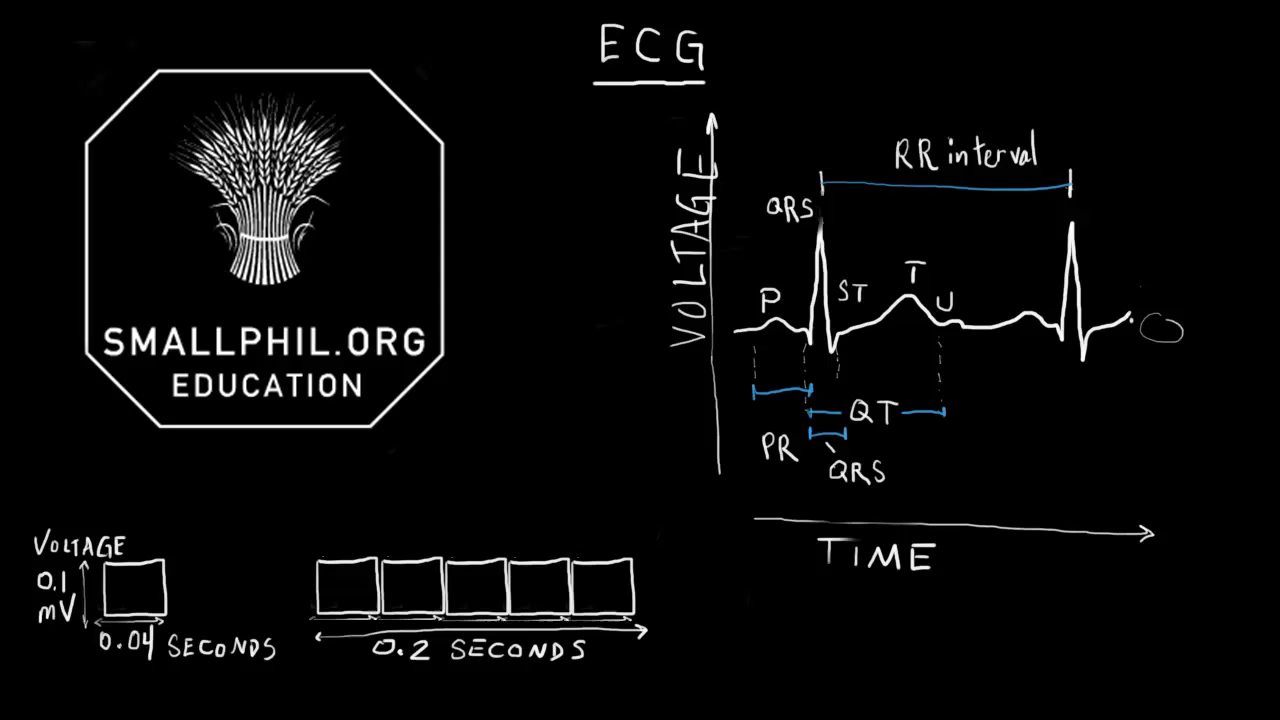 ECG
SMALLPHIL.ORG
EDUCATION
VOLTAGE
RR interval
QRS
P
ST
T
U
QT
PR
QRS
TIME
VOLTAGE
0.1
mV
0.04 SECONDS
0.2 SECONDS